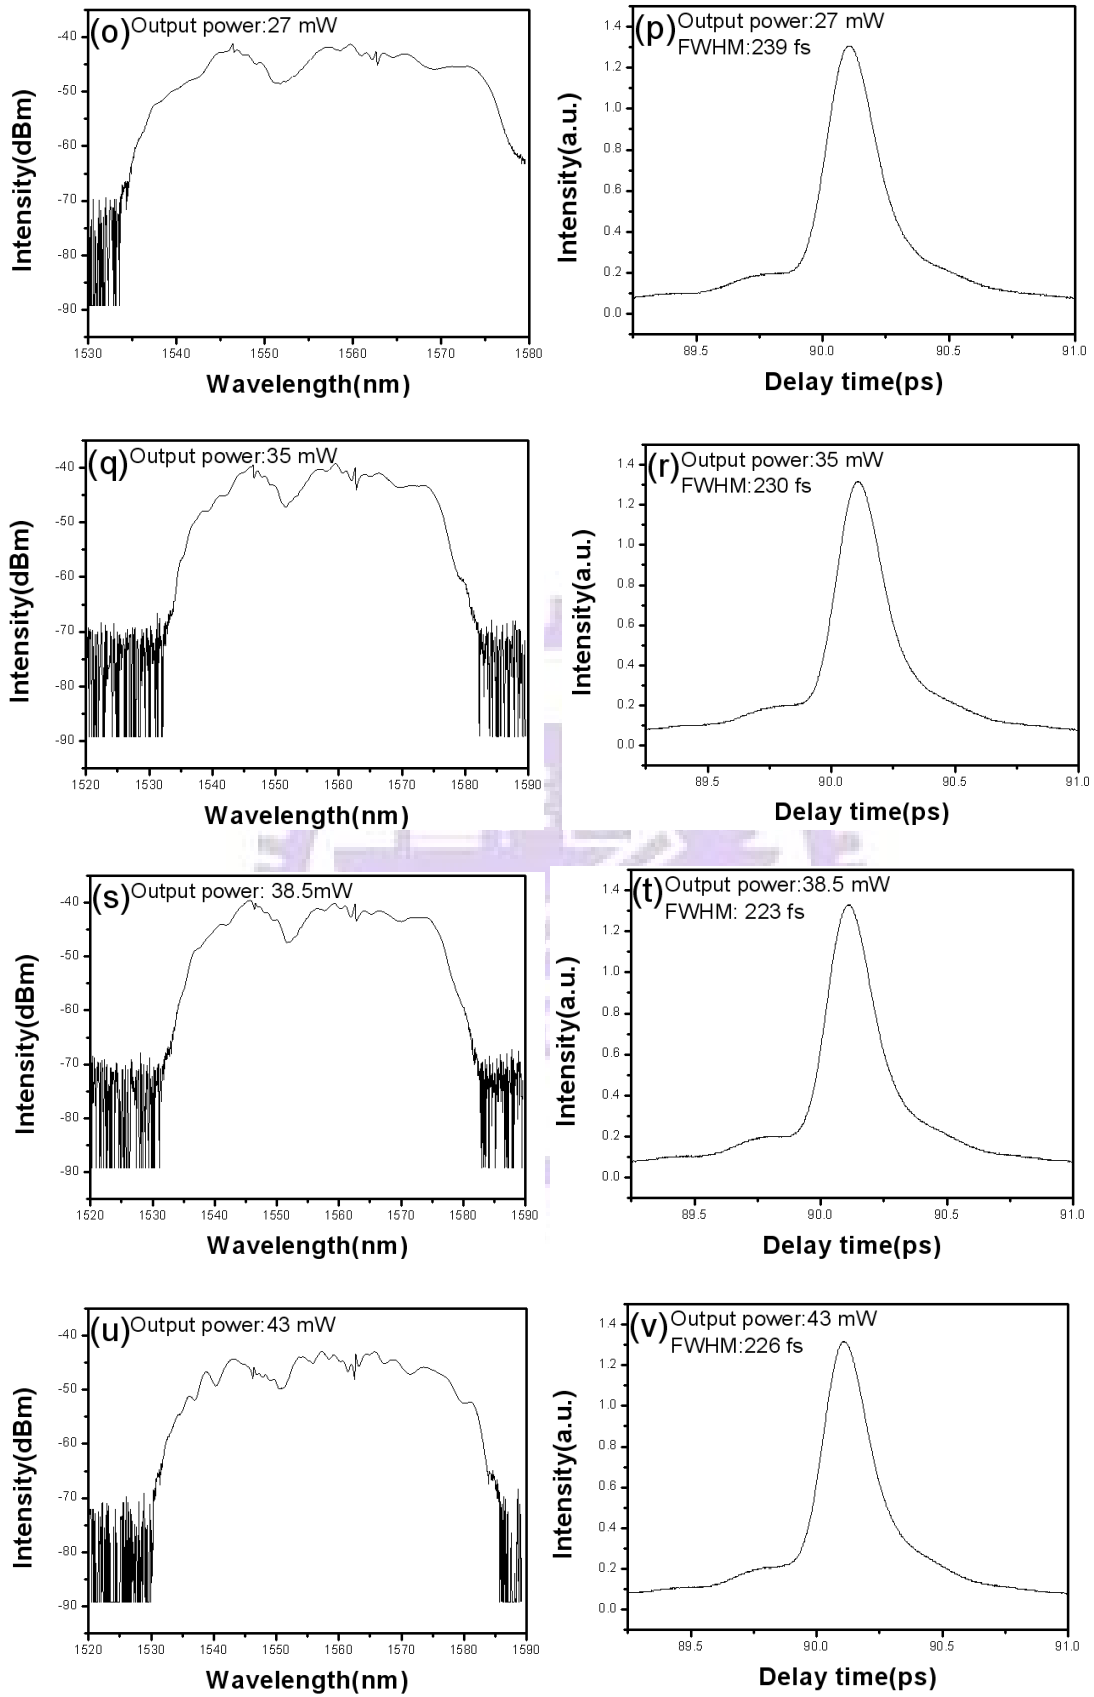 (o) Output power:27 mW
-40
-50
-60
-70
-80
-90
1530 1540 1550 1560 1570 1580
Intensity(dBm)
Wavelength(nm)
(p) Output power:27 mW
FWHM:239 fs
1.4
1.2
1.0
0.8
0.6
0.4
0.2
0.0
89.5 90.0 90.5 91.0
Intensity(a.u.)
Delay time(ps)
(q) Output power:35 mW
-40
-50
-60
-70
-80
-90
1520 1530 1540 1550 1560 1570 1580 1590
Intensity(dBm)
Wavelength(nm)
(r) Output power:35 mW
FWHM:230 fs
1.4
1.2
1.0
0.8
0.6
0.4
0.2
0.0
89.5 90.0 90.5 91.0
Intensity(a.u.)
Delay time(ps)
(s) Output power: 38.5mW
-40
-50
-60
-70
-80
-90
1520 1530 1540 1550 1560 1570 1580 1590
Intensity(dBm)
Wavelength(nm)
(t) Output power:38.5 mW
FWHM: 223 fs
1.4
1.2
1.0
0.8
0.6
0.4
0.2
0.0
89.5 90.0 90.5 91.0
Intensity(a.u.)
Delay time(ps)
(u) Output power:43 mW
-40
-50
-60
-70
-80
-90
1520 1530 1540 1550 1560 1570 1580 1590
Intensity(dBm)
Wavelength(nm)
(v) Output power:43 mW
FWHM:226 fs
1.4
1.2
1.0
0.8
0.6
0.4
0.2
0.0
89.5 90.0 90.5 91.0
Intensity(a.u.)
Delay time(ps)